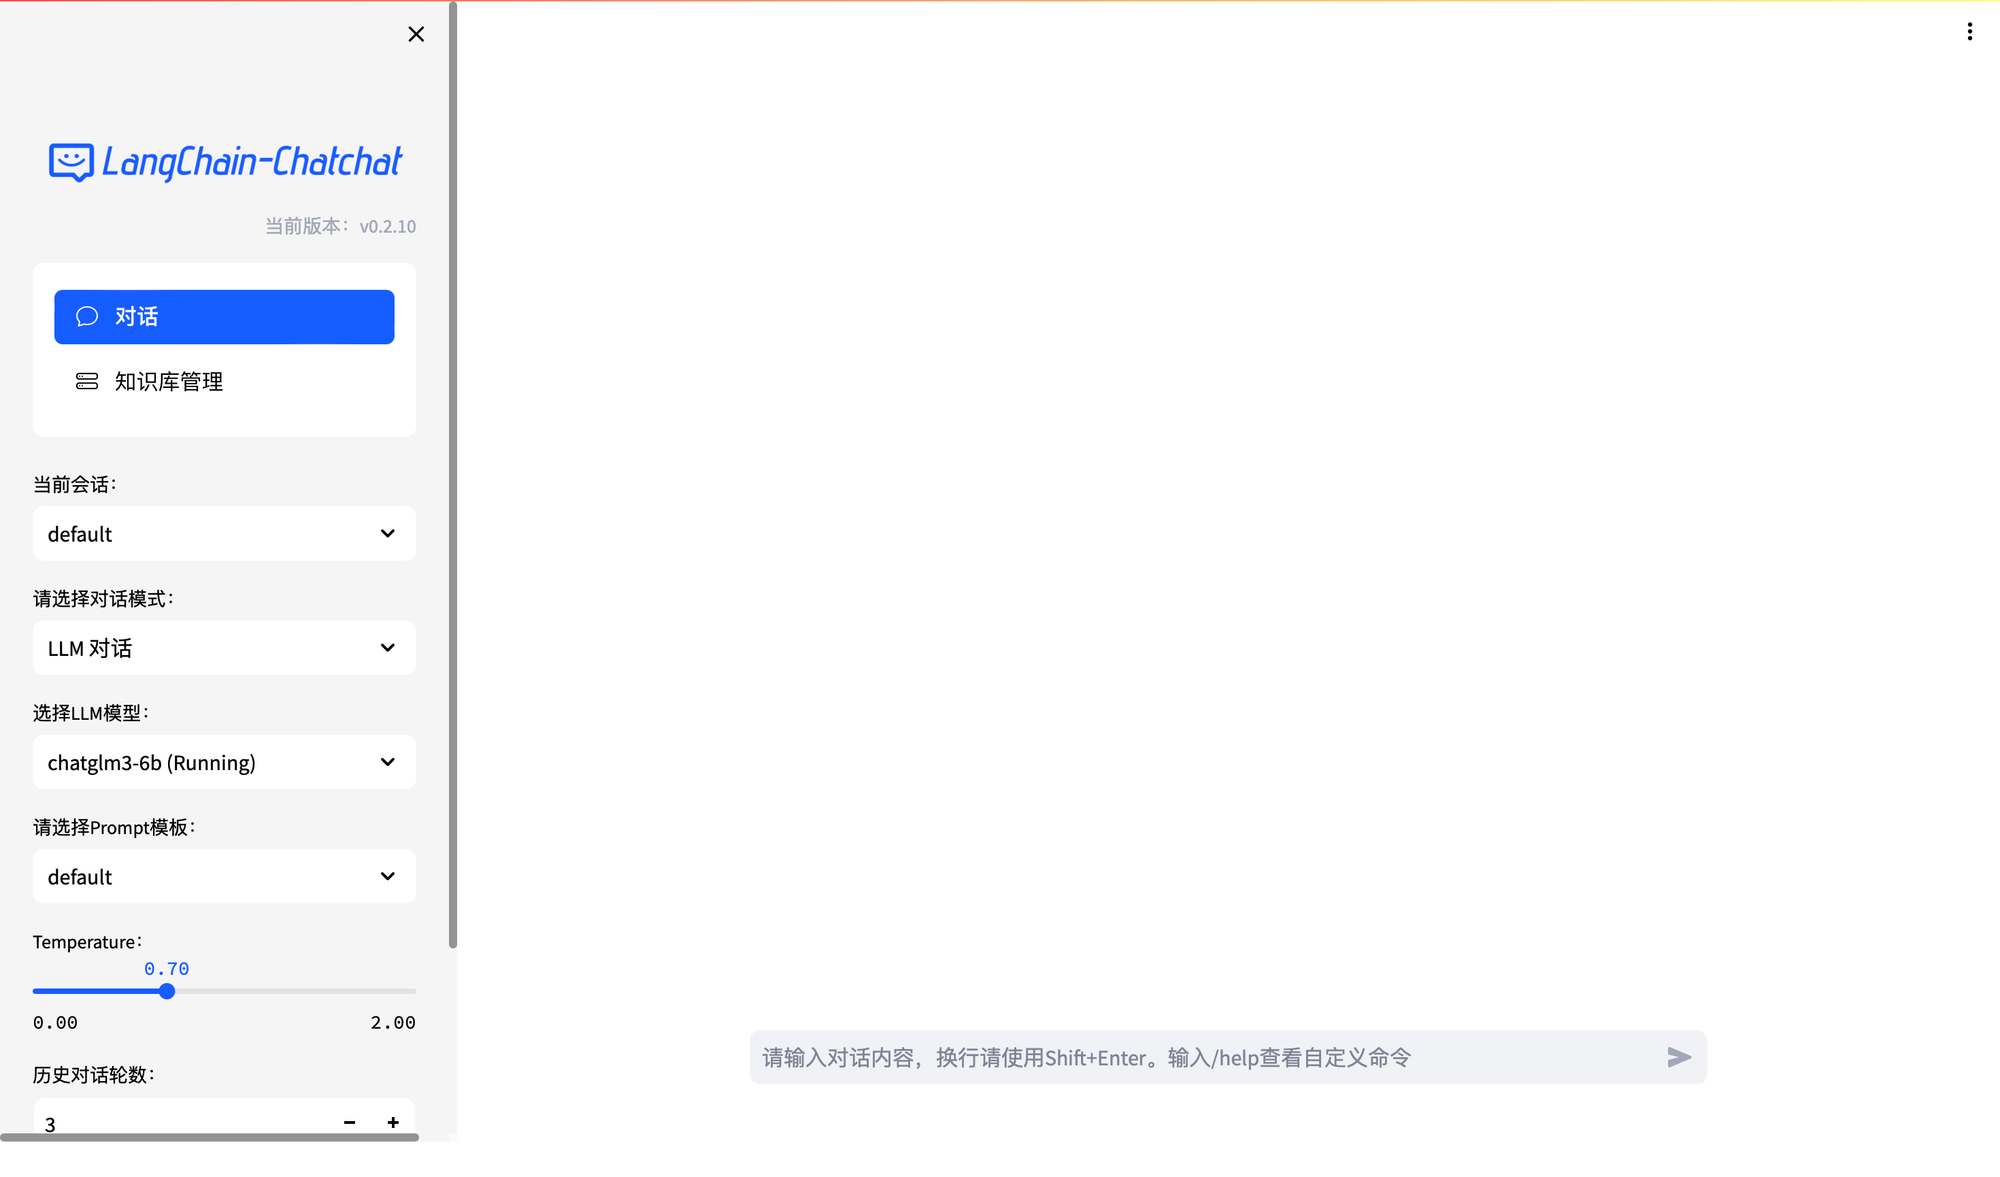 LangChain-Chatchat
当前版本：v0.2.10
对话
知识库管理
当前会话：
default
请选择对话模式：
LLM 对话
选择LLM模型：
chatglm3-6b (Running)
请选择Prompt模板：
default
Temperature：
0.70
0.00 2.00
历史对话轮数：
3
请输入对话内容，换行请使用Shift+Enter。输入/help查看自定义命令